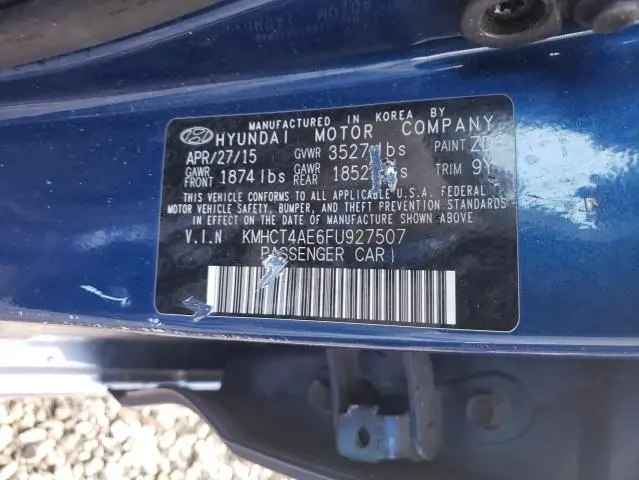 MANUFACTURED IN KOREA BY
HYUNDAI MOTOR COMPANY
APR/27/15 GVWR 3527 lbs PAINT
GAWR FRONT 1874 lbs GAWR REAR 1852 TRIM 9Y
THIS VEHICLE CONFORMS TO ALL APPLICABLE U.S.A. FEDERAL
MOTOR VEHICLE SAFETY, BUMPER, AND THEFT PREVENTION STANDARDS
IN EFFECT ON THE DATE OF MANUFACTURE SHOWN ABOVE.
V.I.N KMHCT4AE6FU927507
PASSENGER CAR